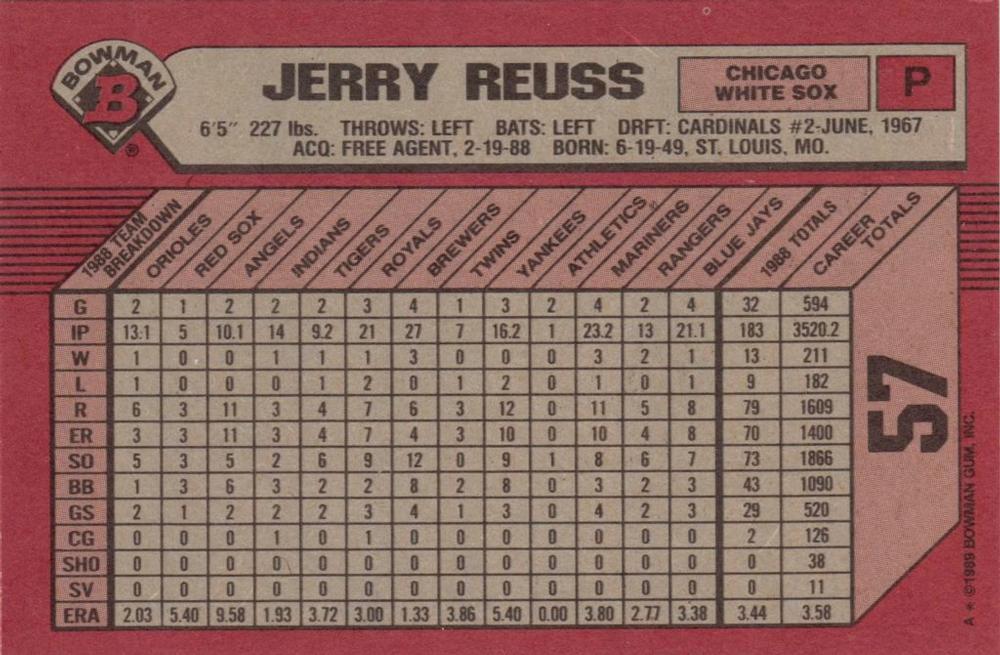 BOWMAN
B
®
JERRY REUSS
CHICAGO
WHITE SOX
P
6'5" 227 lbs. THROWS: LEFT BATS: LEFT DRFT: CARDINALS #2-JUNE, 1967
ACQ: FREE AGENT, 2-19-88 BORN: 6-19-49, ST. LOUIS, MO.
1988 TEAM BREAKDOWN ORIOLES RED SOX ANGELS INDIANS TIGERS ROYALS BREWERS TWINS YANKEES ATHLETICS MARINERS RANGERS BLUE JAYS 1988 TOTALS CAREER TOTALS
G 2 1 2 2 2 3 4 1 3 2 4 2 4 32 594
IP 13.1 5 10.1 14 9.2 21 27 7 16.2 1 23.2 13 21.1 183 3520.2
W 1 0 0 1 1 1 3 0 0 0 3 2 1 13 211
L 1 0 0 0 1 2 0 1 2 0 1 0 1 9 182
R 6 3 11 3 4 7 6 3 12 0 11 5 8 79 1609
ER 3 3 11 3 4 7 4 3 10 0 10 4 8 70 1400
SO 5 3 5 2 6 9 12 0 9 1 8 6 7 73 1866
BB 1 3 6 3 2 2 8 2 8 0 3 2 3 43 1090
GS 2 1 2 2 2 3 4 1 3 0 4 2 3 29 520
CG 0 0 0 1 0 1 0 0 0 0 0 0 0 2 126
SHO 0 0 0 0 0 0 0 0 0 0 0 0 0 0 38
SV 0 0 0 0 0 0 0 0 0 0 0 0 0 0 11
ERA 2.03 5.40 9.58 1.93 3.72 3.00 1.33 3.86 5.40 0.00 3.80 2.77 3.38 3.44 3.58
57
A * ©1989 BOWMAN GUM, INC.